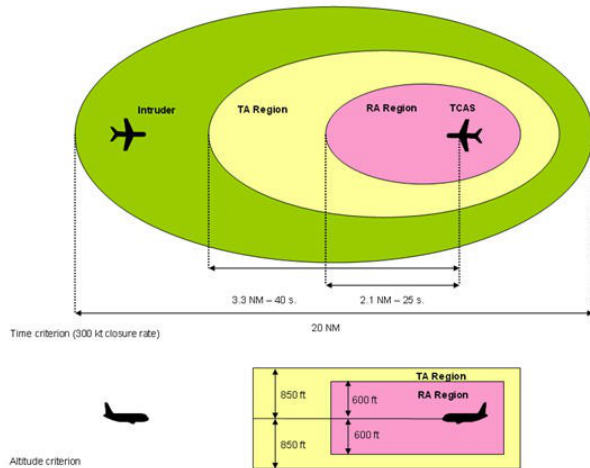 Intruder
TA Region
RA Region
TCAS
3.3 NM – 40 s.
2.1 NM – 25 s.
20 NM
Time criterion (300 kt closure rate)
TA Region
RA Region
850 ft
600 ft
850 ft
600 ft
Altitude criterion